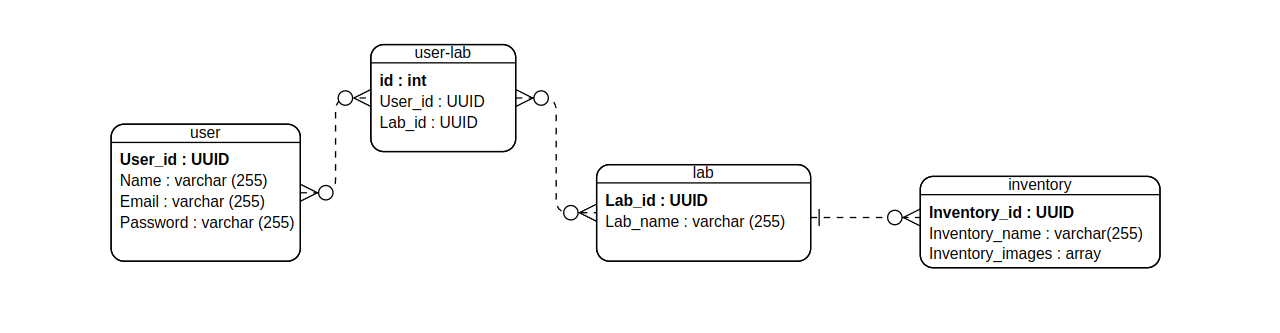 user-lab
id : int
User_id : UUID
Lab_id : UUID
user
User_id : UUID
Name : varchar (255)
Email : varchar (255)
Password : varchar (255)
lab
Lab_id : UUID
Lab_name : varchar (255)
inventory
Inventory_id : UUID
Inventory_name : varchar(255)
Inventory_images : array